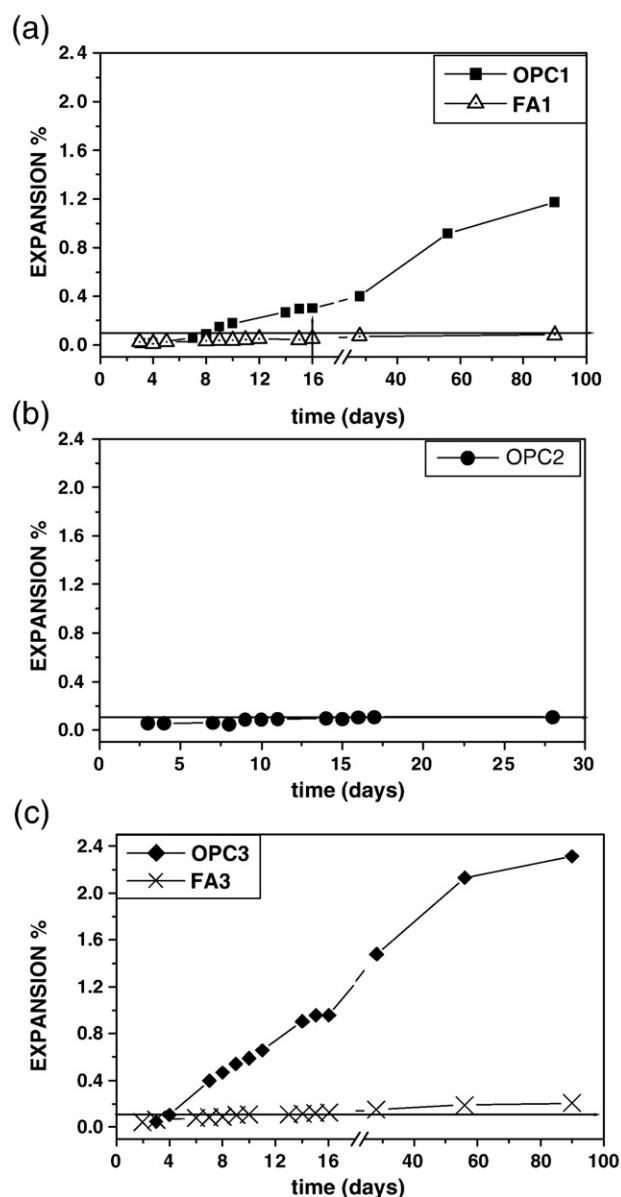 (a)
2.4
2.0
1.6
1.2
0.8
0.4
0.0
EXPANSION %
OPC1
FA1
0 4 8 12 16 40 60 80 100
time (days)
(b)
2.4
2.0
1.6
1.2
0.8
0.4
0.0
EXPANSION %
OPC2
0 5 10 15 20 25 30
time (days)
(c)
2.4
2.0
1.6
1.2
0.8
0.4
0.0
EXPANSION %
OPC3
FA3
0 4 8 12 16 40 60 80 100
time (days)